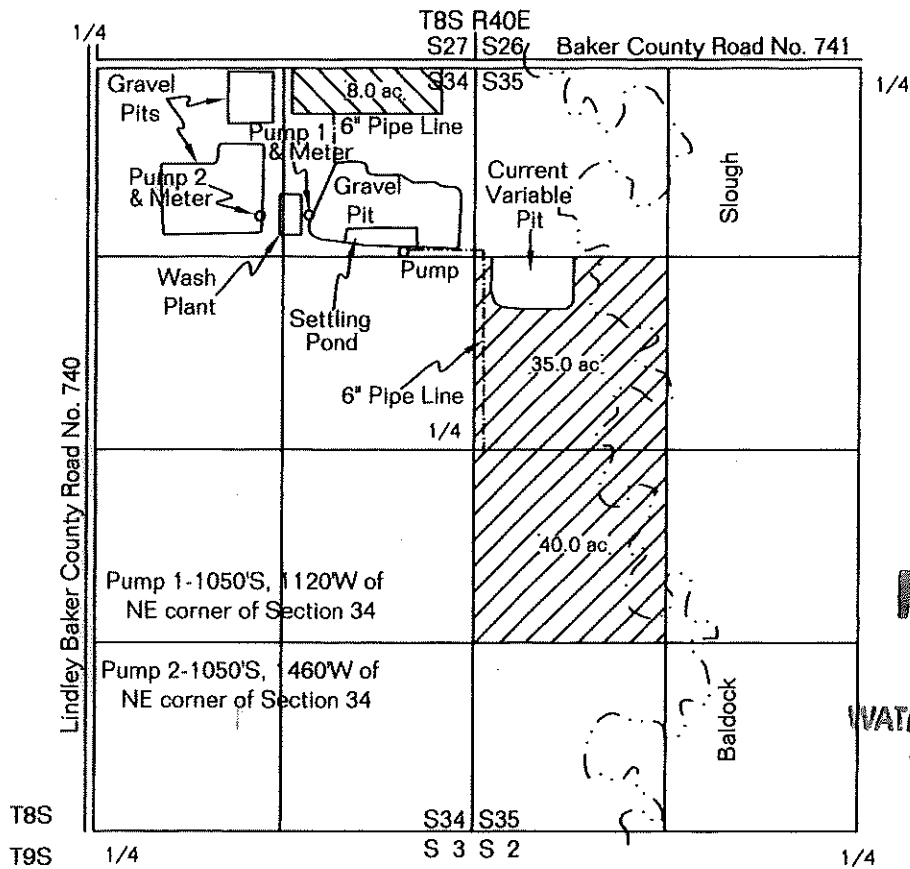 T8S R40E
1/4
S27 S26
Baker County Road No. 741
S34 S35
1/4
Gravel
Pits
8.0 ac.
6" Pipe Line
Pump 1
& Meter
Pump 2
& Meter
Gravel
Pit
Current
Variable
Pit
Slough
Wash
Plant
Settling
Pond
Pump
6" Pipe Line
35.0 ac.
1/4
Lindley Baker County Road No. 740
40.0 ac.
Pump 1-1050'S, 1120'W of
NE corner of Section 34
Pump 2-1050'S, 1460'W of
NE corner of Section 34
Baldock
T8S
S34 S35
T9S
1/4
S 3 S 2
1/4